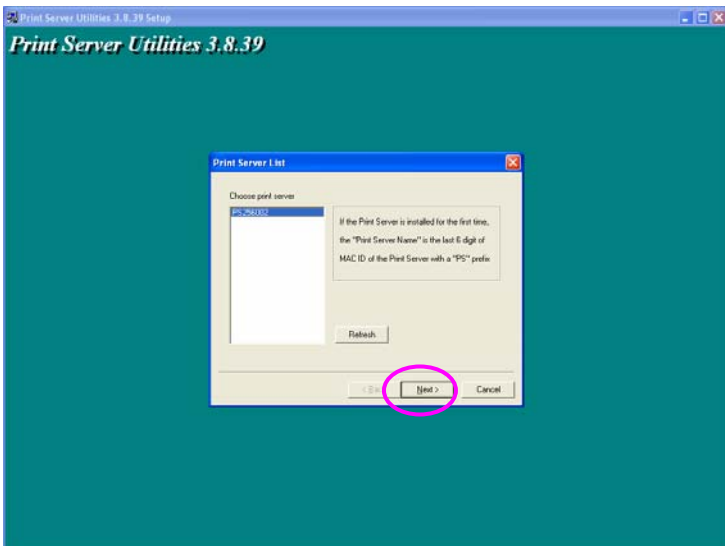 Print Server Utilities 3.8.39 Setup
Print Server Utilities 3.8.39
Print Server List
Choose print server
PS296002
If the Print Server is installed for the first time,
the "Print Server Name" is the last 6 digit of
MAC ID of the Print Server with a "PS" prefix
Refresh
Next > Cancel